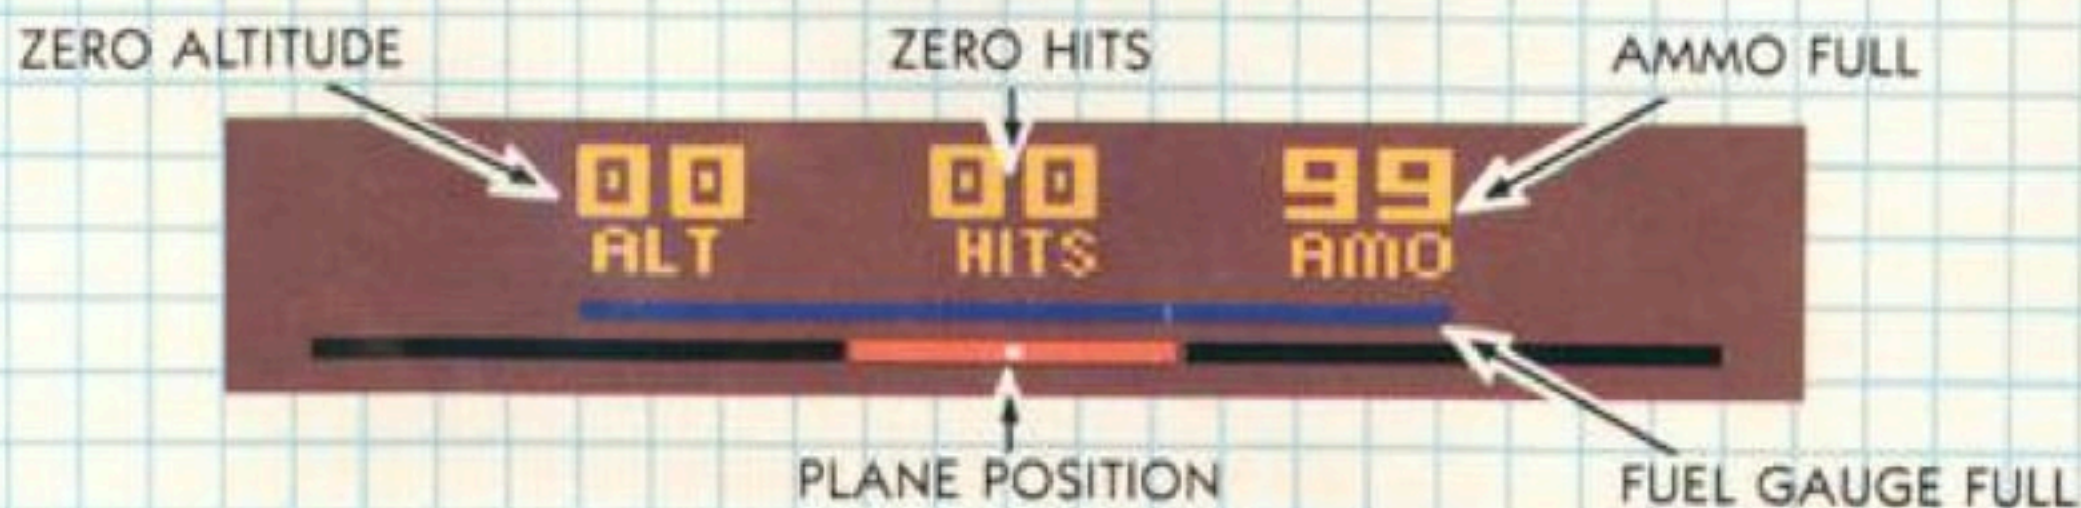 ZERO ALTITUDE
ZERO HITS
AMMO FULL
00 00 99
ALT HITS AMO
PLANE POSITION
FUEL GAUGE FULL